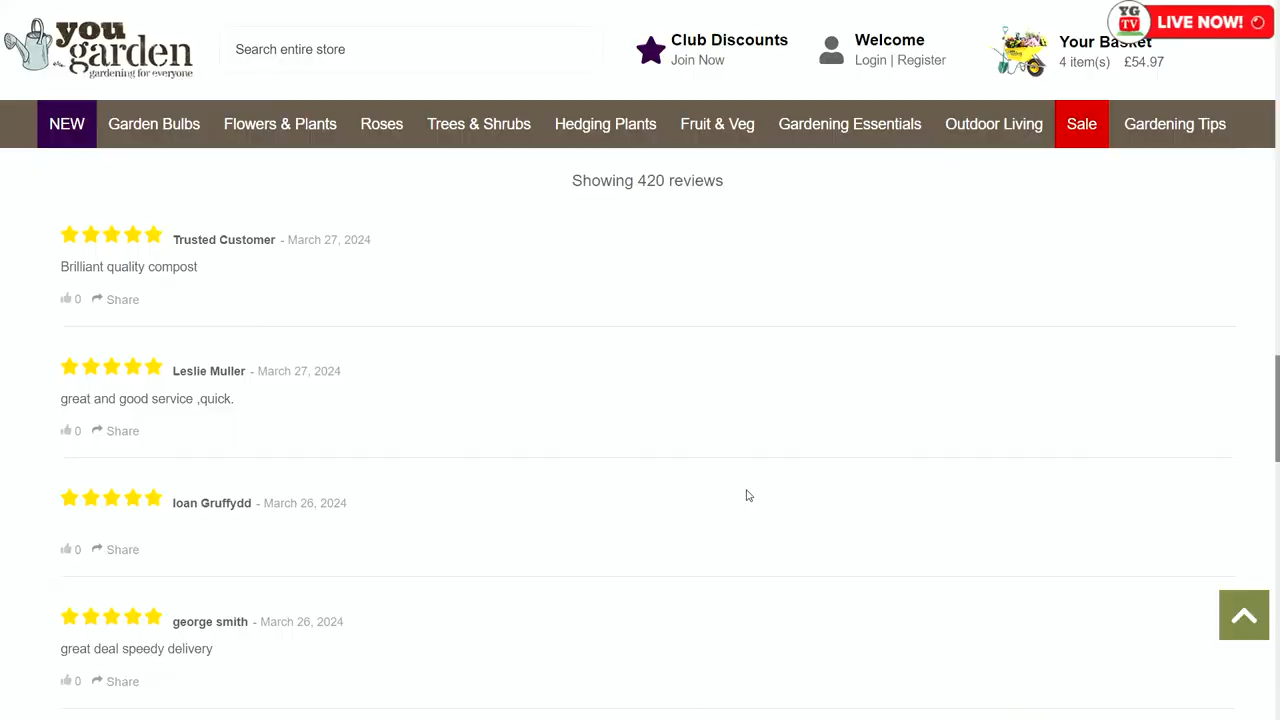 you
garden
gardening for everyone
Search entire store
Club Discounts
Join Now
Welcome
Login | Register
Your Basket
4 item(s) £54.97
YG
TV
LIVE NOW!
NEW Garden Bulbs Flowers & Plants Roses Trees & Shrubs Hedging Plants Fruit & Veg Gardening Essentials Outdoor Living Sale Gardening Tips
Showing 420 reviews
Trusted Customer - March 27, 2024
Brilliant quality compost
0 Share
Leslie Muller - March 27, 2024
great and good service ,quick.
0 Share
Ioan Gruffydd - March 26, 2024
0 Share
george smith - March 26, 2024
great deal speedy delivery
0 Share